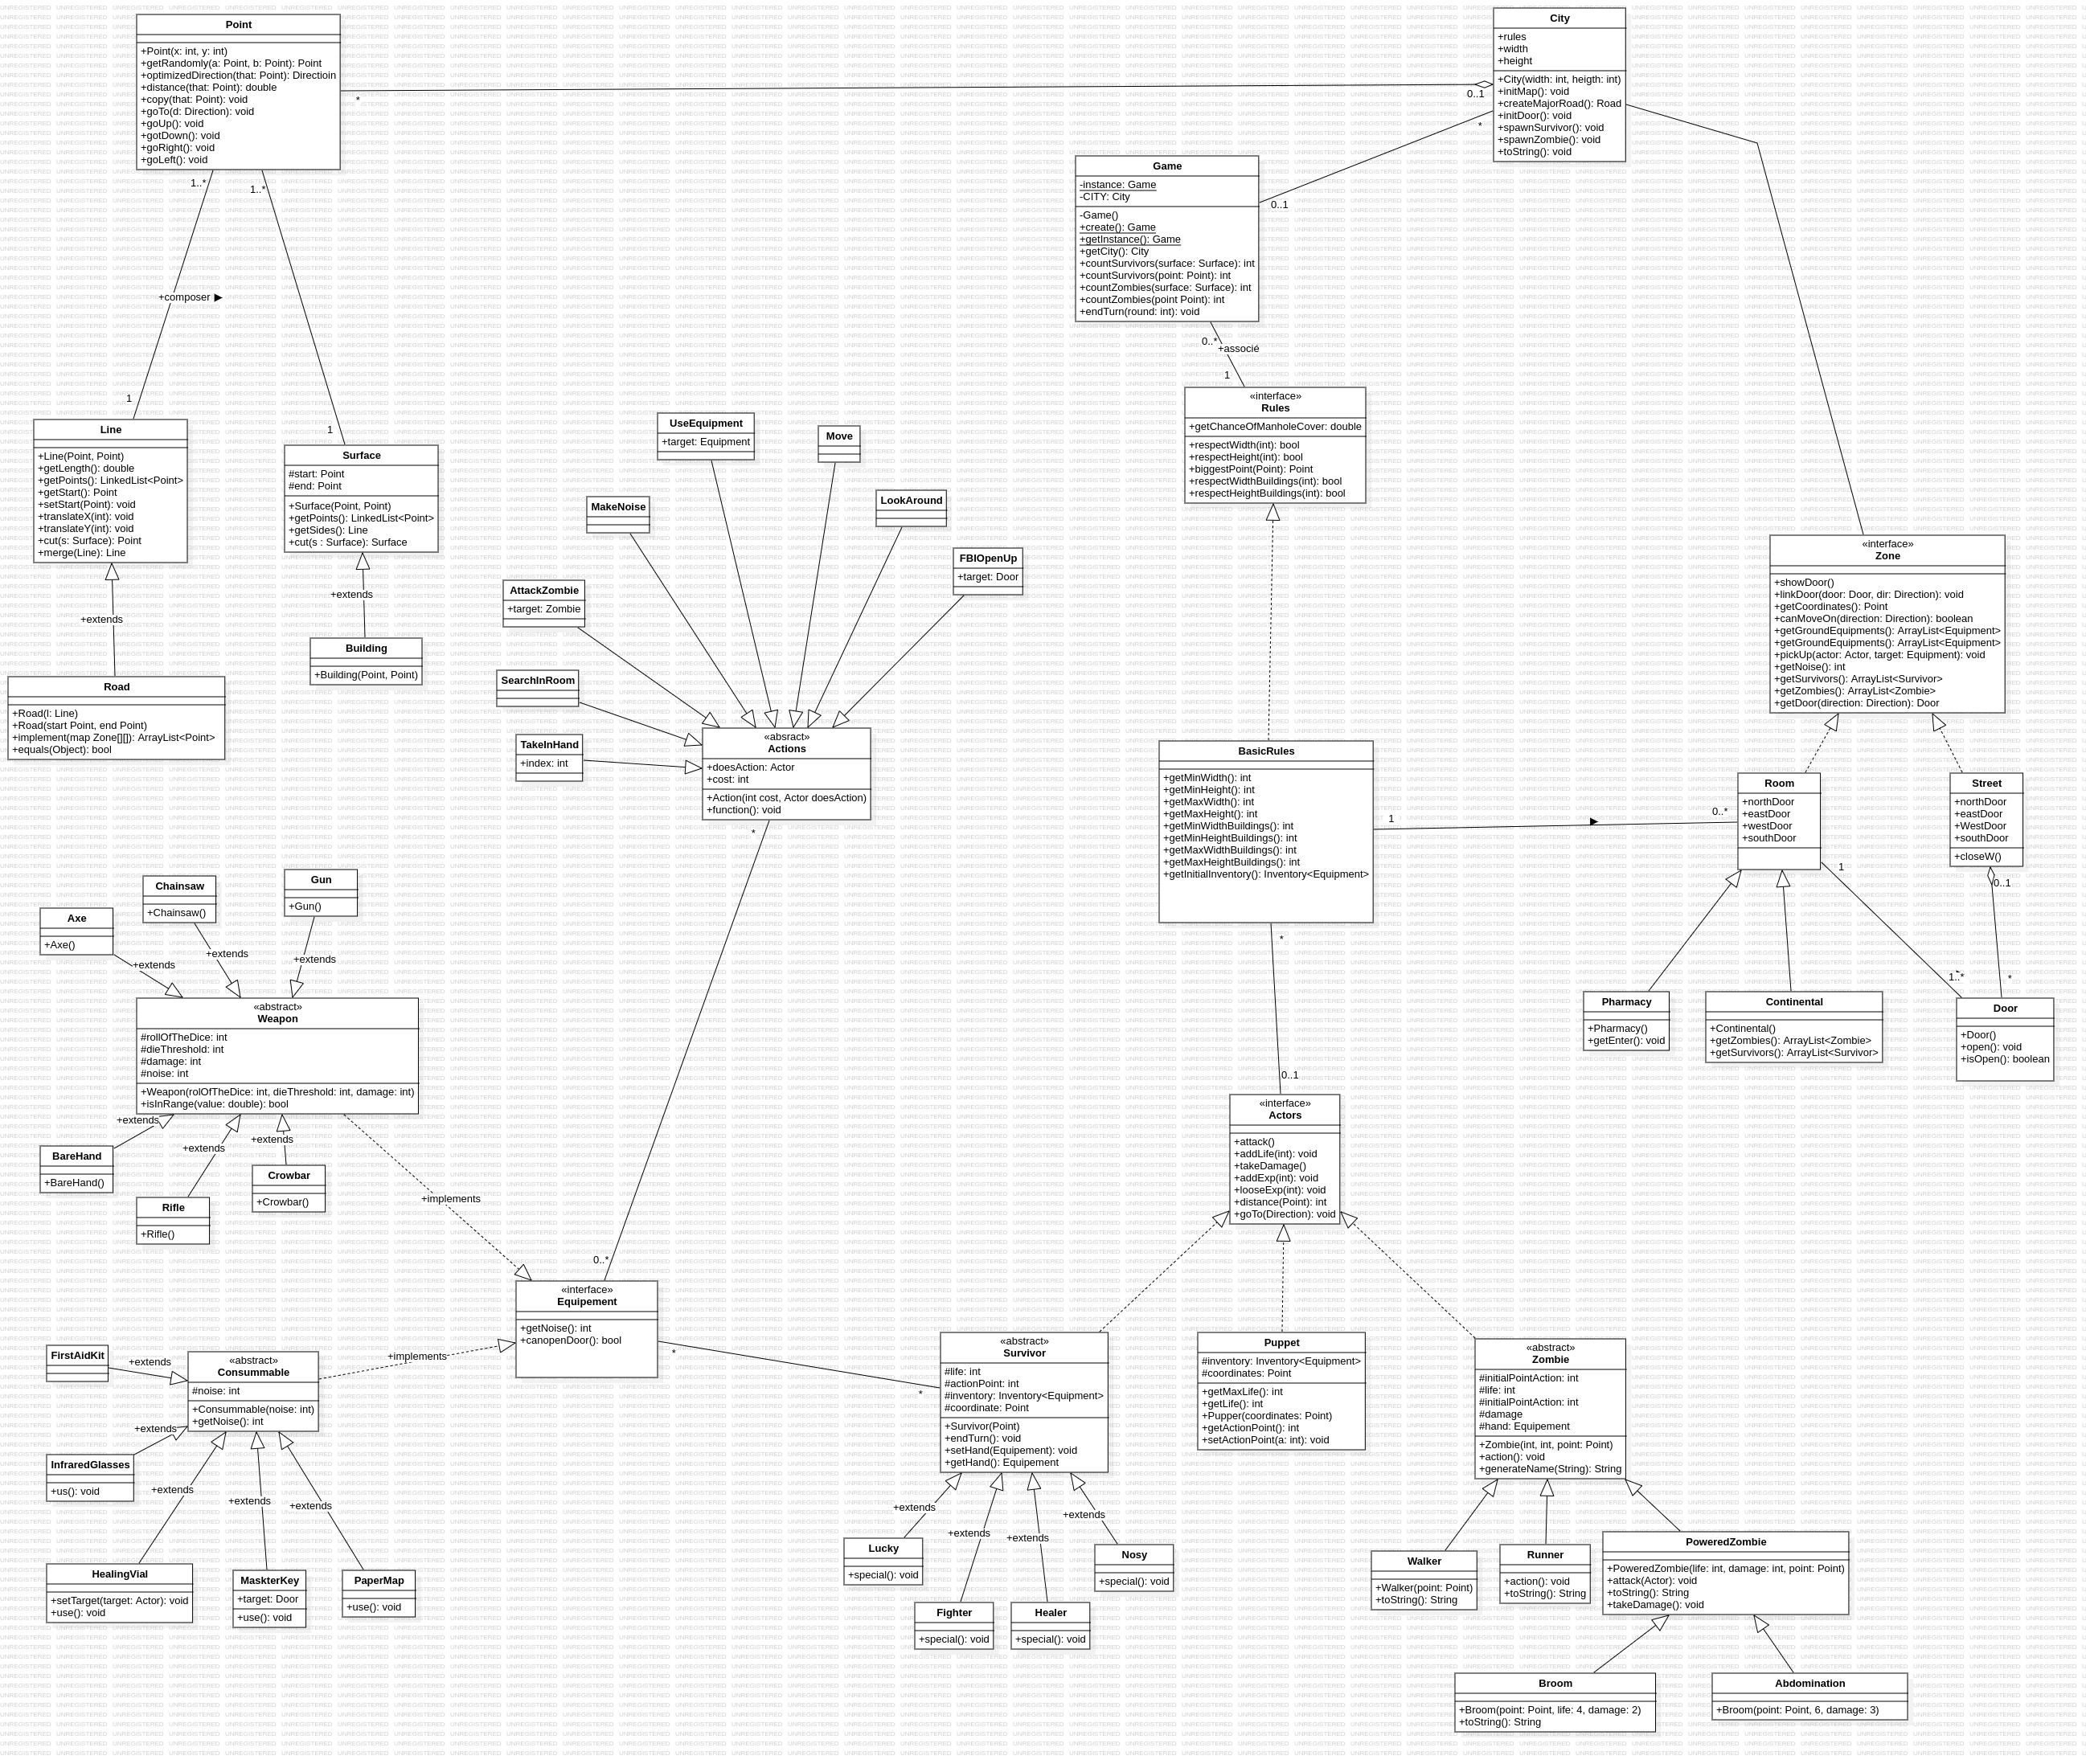 Point
+Point(x: int, y: int)
+getRandomly(a: Point, b: Point): Point
+optimizedDirection(that: Point): Directioin
+distance(that: Point): double
+copy(that: Point): void
+goTo(d: Direction): void
+goUp(): void
+gotDown(): void
+goRight(): void
+goLeft(): void
*
0..1
City
+rules
+width
+height
+City(width: int, heigth: int)
+initMap(): void
+createMajorRoad(): Road
+initDoor(): void
+spawnSurvivor(): void
+spawnZombie(): void
+toString(): void
*
0..1
Game
-instance: Game
-CITY: City
-Game()
+create(): Game
+getInstance(): Game
+getCity(): City
+countSurvivors(surface: Surface): int
+countSurvivors(point: Point): int
+countZombies(surface: Surface): int
+countZombies(point Point): int
+endTurn(round: int): void
0..*
+associé
1
1..*
1..*
+composer ►
1
1
Line
+Line(Point, Point)
+getLength(): double
+getPoints(): LinkedList<Point>
+getStart(): Point
+setStart(Point): void
+translateX(int): void
+translateY(int): void
+cut(s: Surface): Point
+merge(Line): Line
Surface
#start: Point
#end: Point
+Surface(Point, Point)
+getPoints(): LinkedList<Point>
+getSides(): Line
+cut(s : Surface): Surface
+extends
+extends
Building
+Building(Point, Point)
Road
+Road(l: Line)
+Road(start Point, end Point)
+implement(map Zone[][]): ArrayList<Point>
+equals(Object): bool
«interface»
Rules
+getChanceOfManholeCover: double
+respectWidth(int): bool
+respectHeight(int): bool
+biggestPoint(Point): Point
+respectWidthBuildings(int): bool
+respectHeightBuildings(int): bool
UseEquipment
+target: Equipment
Move
MakeNoise
LookAround
FBIOpenUp
+target: Door
AttackZombie
+target: Zombie
SearchInRoom
TakeInHand
+index: int
«absract»
Actions
+doesAction: Actor
+cost: int
+Action(int cost, Actor doesAction)
+function(): void
*
«interface»
Zone
+showDoor()
+linkDoor(door: Door, dir: Direction): void
+getCoordinates(): Point
+canMoveOn(direction: Direction): boolean
+getGroundEquipments(): ArrayList<Equipment>
+getGroundEquipments(): ArrayList<Equipment>
+pickUp(actor: Actor, target: Equipment): void
+getNoise(): int
+getSurvivors(): ArrayList<Survivor>
+getZombies(): ArrayList<Zombie>
+getDoor(direction: Direction): Door
BasicRules
+getMinWidth(): int
+getMinHeight(): int
+getMaxWidth(): int
+getMaxHeight(): int
+getMinWidthBuildings(): int
+getMinHeightBuildings(): int
+getMaxWidthBuildings(): int
+getMaxHeightBuildings(): int
+getInitialInventory(): Inventory<Equipment>
1
►
0..*
Room
+northDoor
+eastDoor
+westDoor
+southDoor
Street
+northDoor
+eastDoor
+WestDoor
+southDoor
+closeW()
1
0..1
1..*
*
Pharmacy
+Pharmacy()
+getEnter(): void
Continental
+Continental()
+getZombies(): ArrayList<Zombie>
+getSurvivors(): ArrayList<Survivor>
Door
+Door()
+open(): void
+isOpen(): boolean
*
0..1
Gun
+Gun()
Chainsaw
+Chainsaw()
Axe
+Axe()
+extends
+extends
+extends
«abstract»
Weapon
#rollOfTheDice: int
#dieThreshold: int
#damage: int
#noise: int
+Weapon(rolOfTheDice: int, dieThreshold: int, damage: int)
+isInRange(value: double): bool
+extends
+extends
+extends
BareHand
+BareHand()
Crowbar
+Crowbar()
Rifle
+Rifle()
+implements
0..*
«interface»
Equipement
+getNoise(): int
+canopenDoor(): bool
*
*
«interface»
Actors
+attack()
+addLife(int): void
+takeDamage()
+addExp(int): void
+looseExp(int): void
+distance(Point): int
+goTo(Direction): void
FirstAidKit
+extends
+implements
«abstract»
Consummable
#noise: int
+Consummable(noise: int)
+getNoise(): int
+extends
InfraredGlasses
+us(): void
+extends
+extends
+extends
HealingVial
+setTarget(target: Actor): void
+use(): void
MaskterKey
+target: Door
+use(): void
PaperMap
+use(): void
«abstract»
Survivor
#life: int
#actionPoint: int
#inventory: Inventory<Equipment>
#coordinate: Point
+Survivor(Point)
+endTurn(): void
+setHand(Equipement): void
+getHand(): Equipement
Puppet
#inventory: Inventory<Equipment>
#coordinates: Point
+getMaxLife(): int
+getLife(): int
+Pupper(coordinates: Point)
+getActionPoint(): int
+setActionPoint(a: int): void
«abstract»
Zombie
#initialPointAction: int
#life: int
#initialPointAction: int
#damage
#hand: Equipement
+Zombie(int, int, point: Point)
+action(): void
+generateName(String): String
+extends
+extends
+extends
+extends
Lucky
+special(): void
Fighter
+special(): void
Healer
+special(): void
Nosy
+special(): void
Walker
+Walker(point: Point)
+toString(): String
Runner
+action(): void
+toString(): String
PoweredZombie
+PoweredZombie(life: int, damage: int, point: Point)
+attack(Actor): void
+toString(): String
+takeDamage(): void
Broom
+Broom(point: Point, life: 4, damage: 2)
+toString(): String
Abdomination
+Broom(point: Point, 6, damage: 3)